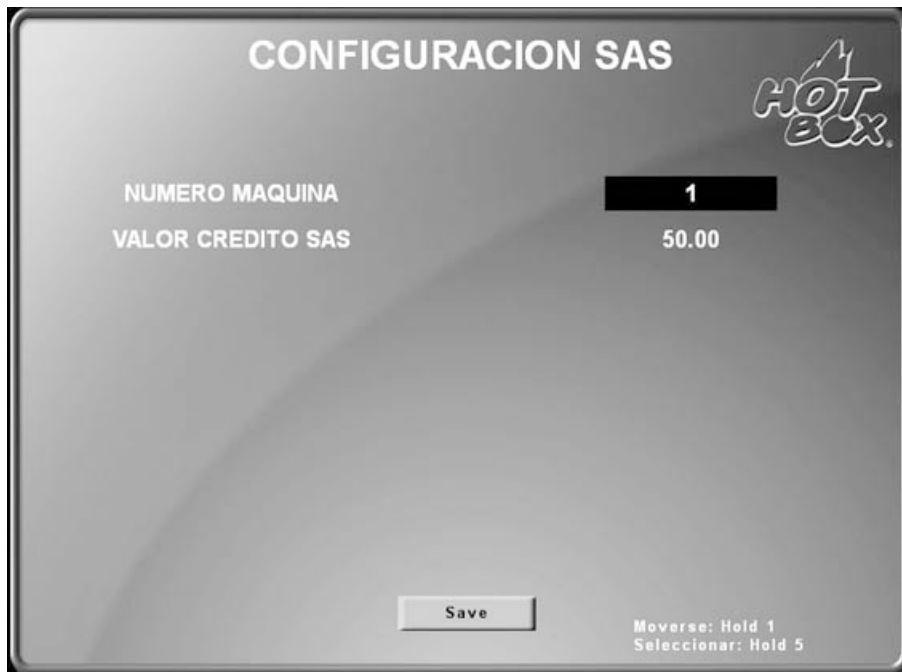 CONFIGURACION SAS
HOT
BOX
NUMERO MAQUINA 1
VALOR CREDITO SAS 50.00
Save
Moverse: Hold 1
Seleccionar: Hold 5